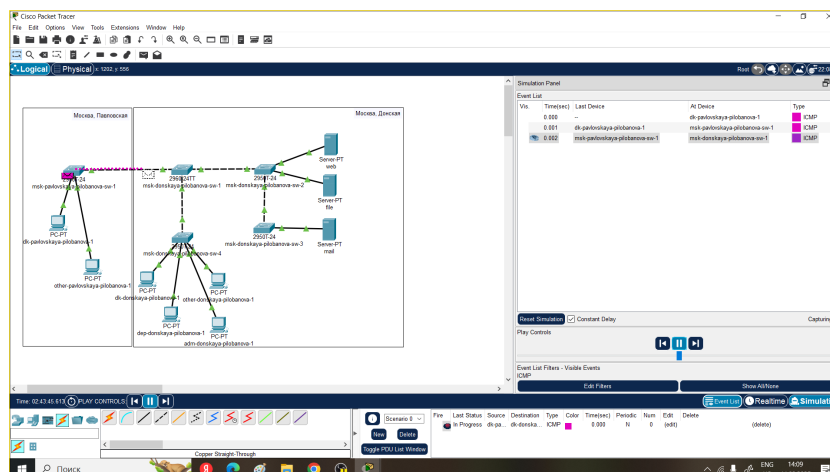 Cisco Packet Tracer
File Edit Options View Tools Extensions Window Help
Logical Physical x: 1202, y: 556
Root
22:0
Simulation Panel
Event List
Vis. Time(sec) Last Device At Device Type
0.000 -- dk-pavlovskaya-pilobanova-1 ICMP
0.001 dk-pavlovskaya-pilobanova-1 msk-pavlovskaya-pilobanova-sw-1 ICMP
0.002 msk-pavlovskaya-pilobanova-sw-1 msk-donskaya-pilobanova-sw-1 ICMP
Москва, Павловская
Москва, Донская
Server-PT
web
msk-pavlovskaya-pilobanova-sw-1
2950-24TT
msk-donskaya-pilobanova-sw-1
2950T-24
msk-donskaya-pilobanova-sw-2
Server-PT
file
PC-PT
dk-pavlovskaya-pilobanova-1
2950T-24
msk-donskaya-pilobanova-sw-3
Server-PT
mail
msk-donskaya-pilobanova-sw-4
PC-PT
other-pavlovskaya-pilobanova-1
PC-PT
dk-donskaya-pilobanova-1
PC-PT
other-donskaya-pilobanova-1
PC-PT
dep-donskaya-pilobanova-1
PC-PT
adm-donskaya-pilobanova-1
Reset Simulation Constant Delay Capturing
Play Controls
Event List Filters - Visible Events
ICMP
Edit Filters Show All/None
Time: 02:43:45.613 PLAY CONTROLS:
Event List Realtime Simulati
Scenario 0
New Delete
Toggle PDU List Window
Fire Last Status Source Destination Type Color Time(sec) Periodic Num Edit Delete
In Progress dk-pa... dk-donska... ICMP 0.000 N 0 (edit) (delete)
Copper Straight-Through
Поиск
ENG 14:09